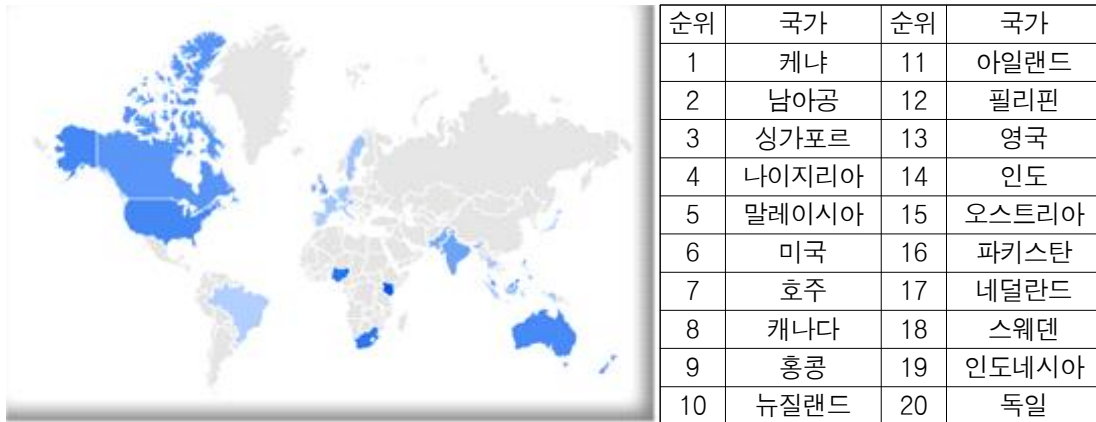 순위 국가 순위 국가
1 케냐 11 아일랜드
2 남아공 12 필리핀
3 싱가포르 13 영국
4 나이지리아 14 인도
5 말레이시아 15 오스트리아
6 미국 16 파키스탄
7 호주 17 네덜란드
8 캐나다 18 스웨덴
9 홍콩 19 인도네시아
10 뉴질랜드 20 독일